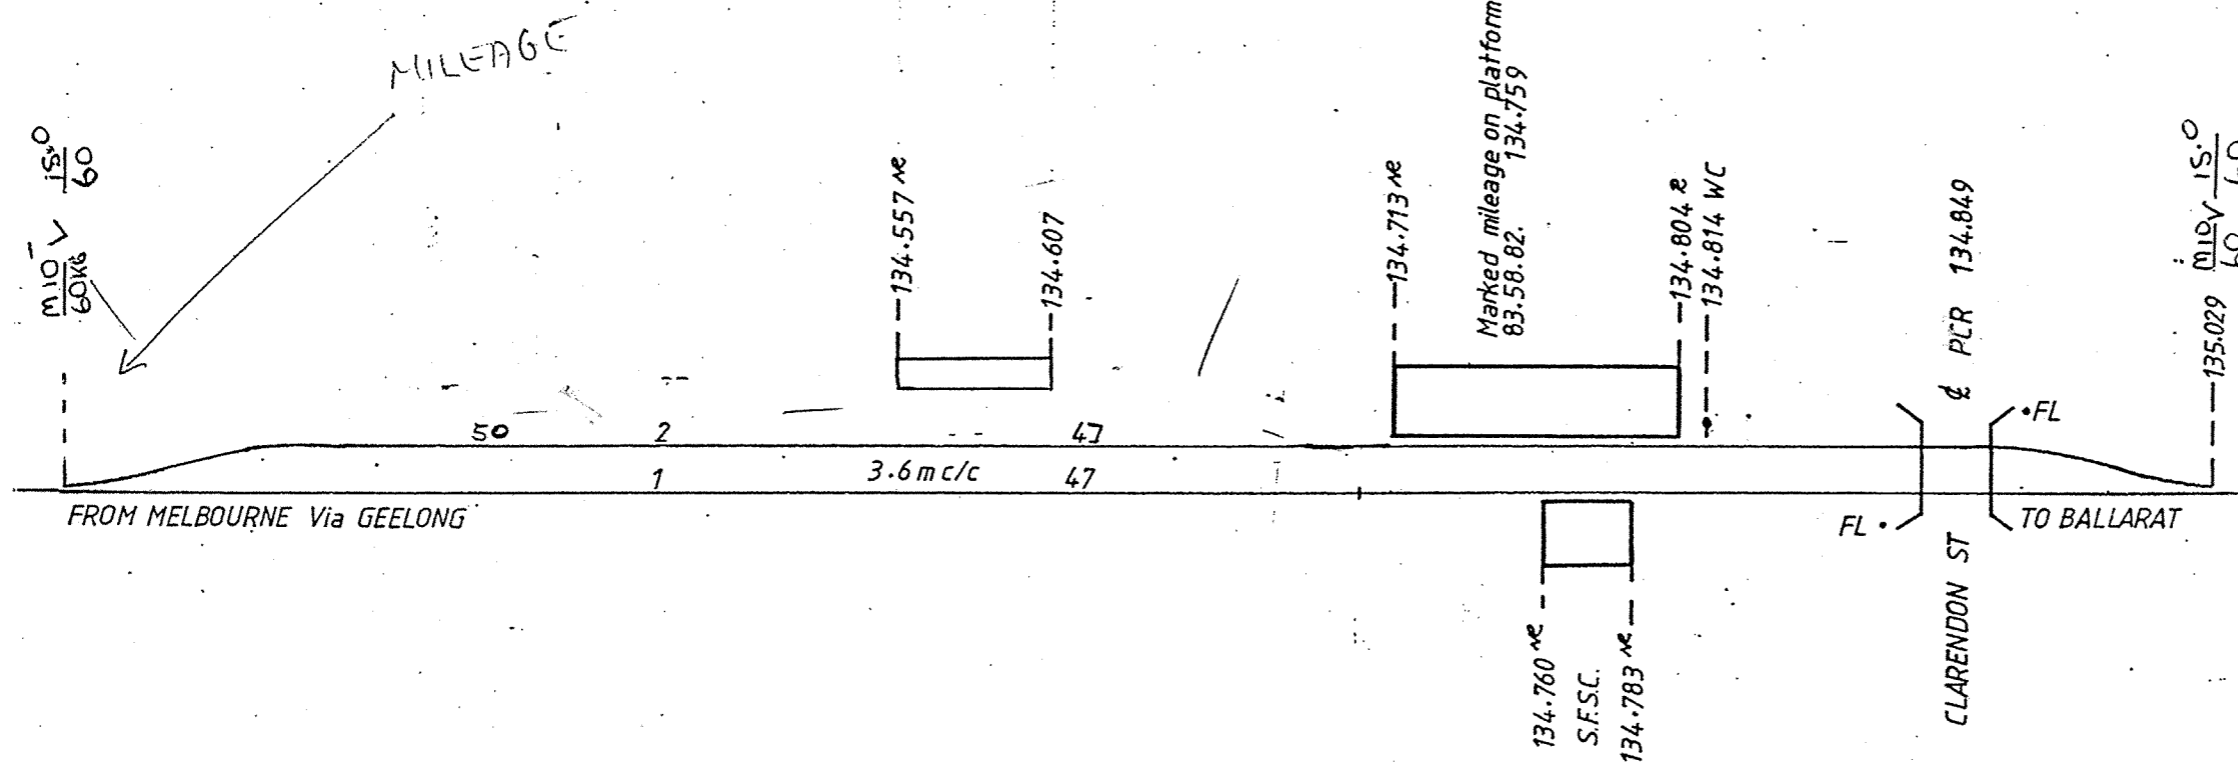 MILEAGE
m10 V 15.0
60KG 60
134.557
134.607
134.713
Marked mileage on platform
83.58.82. 134.759
134.804
134.814 WC
℄ PCR 134.849
135.029
m10 V 15.0
60 60
50 2 47
1 3.6 m c/c 47
FL
FROM MELBOURNE Via GEELONG
FL
TO BALLARAT
134.760
S.F.S.C.
134.783
CLARENDON ST